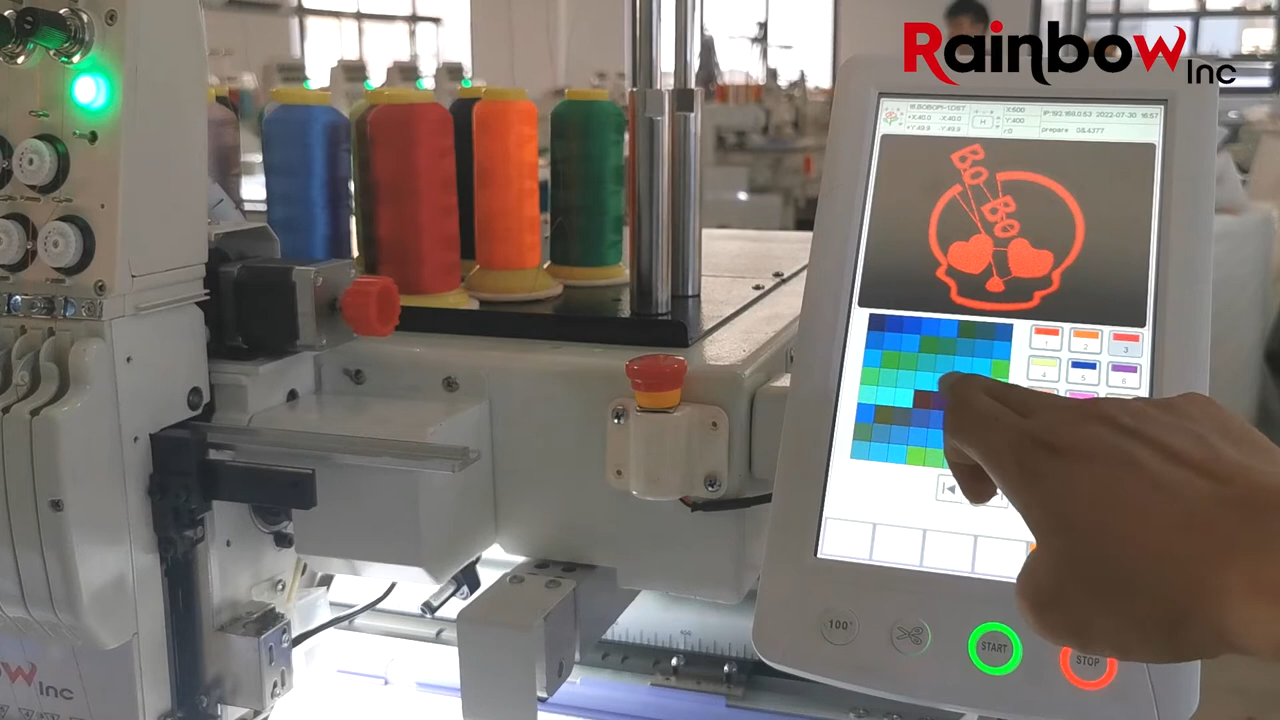 Rainbow Inc
BOBOP1-1.DST
X:500
IP:192.168.0.53 2022-07-30 16:57
+X:40.0 -X:40.0
H
Y:400
+Y:49.9 -Y:49.9
r:0
prepare
BO
BO
1
2
3
4
5
6
100°
START
STOP
ow Inc